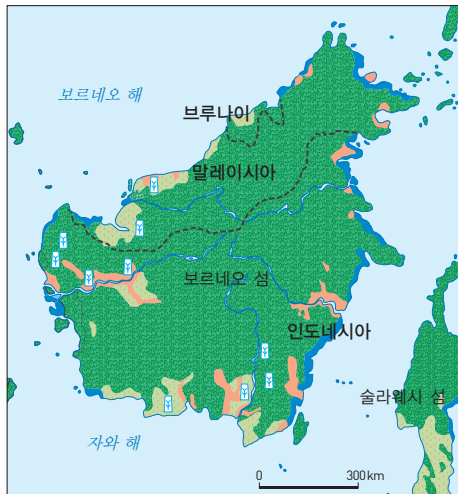 보르네오 해
브루나이
말레이시아
보르네오 섬
인도네시아
술라웨시 섬
자와 해
0 300km